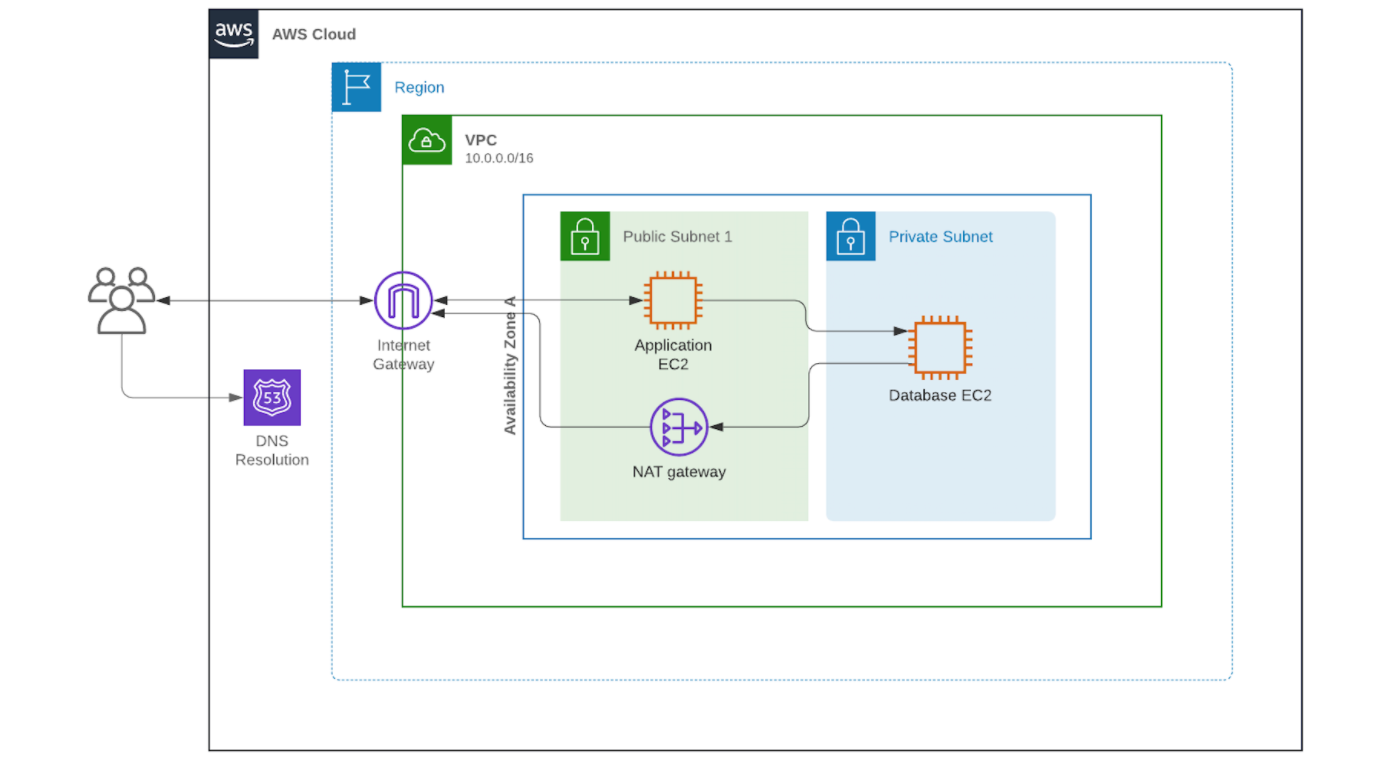 aws
AWS Cloud
Region
VPC
10.0.0.0/16
Public Subnet 1
Private Subnet
Availability Zone A
Internet
Gateway
Application
EC2
Database EC2
53
DNS
Resolution
NAT gateway